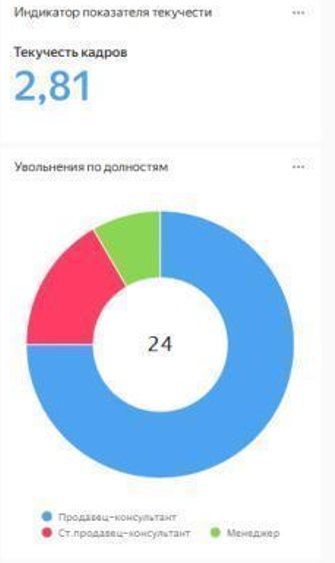 Индикатор показателя текучести
Текучесть кадров
2,81
Увольнения по долностям
24
Продавец-консультант
Ст.продавец-консультант Менеджер